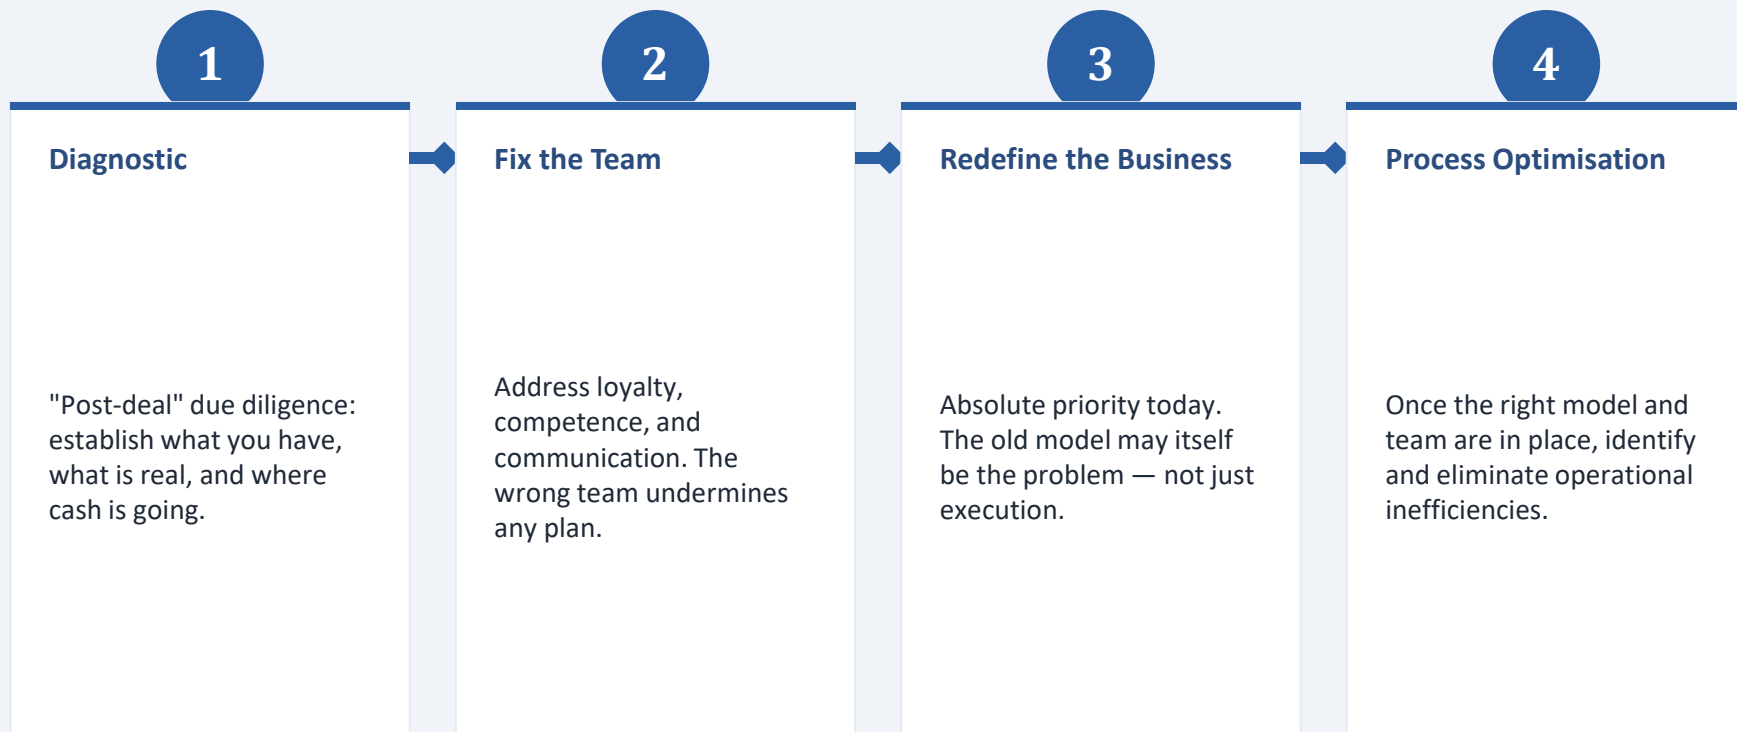 1
Diagnostic
"Post-deal" due diligence:
establish what you have,
what is real, and where
cash is going.
2
Fix the Team
Address loyalty,
competence, and
communication. The
wrong team undermines
any plan.
3
Redefine the Business
Absolute priority today.
The old model may itself
be the problem — not just
execution.
4
Process Optimisation
Once the right model and
team are in place, identify
and eliminate operational
inefficiencies.